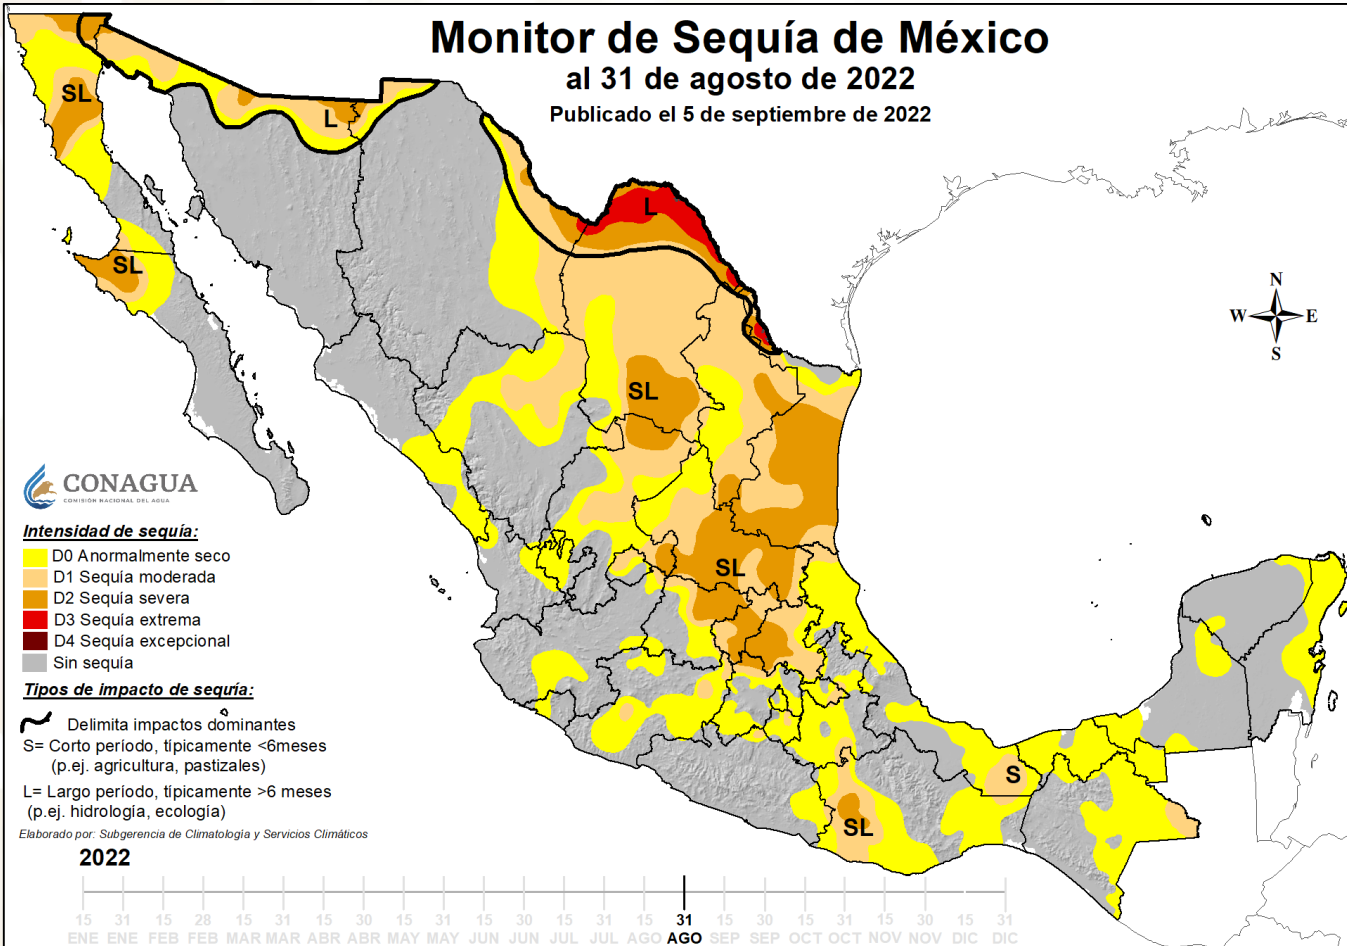 Monitor de Sequía de México
al 31 de agosto de 2022
Publicado el 5 de septiembre de 2022
SL
L
L
SL
N
W E
S
SL
CONAGUA
COMISIÓN NACIONAL DEL AGUA
Intensidad de sequía:
D0 Anormalmente seco
D1 Sequía moderada
D2 Sequía severa
D3 Sequía extrema
D4 Sequía excepcional
Sin sequía
SL
Tipos de impacto de sequía:
Delimita impactos dominantes
S= Corto período, típicamente <6meses
(p.ej. agricultura, pastizales)
L= Largo período, típicamente >6 meses
(p.ej. hidrología, ecología)
S
SL
Elaborado por: Subgerencia de Climatología y Servicios Climáticos
2022
15 31 15 28 15 31 15 30 15 31 15 30 15 31 15 31 15 30 15 31 15 30 15 31
ENE ENE FEB FEB MAR MAR ABR ABR MAY MAY JUN JUN JUL JUL AGO AGO SEP SEP OCT OCT NOV NOV DIC DIC